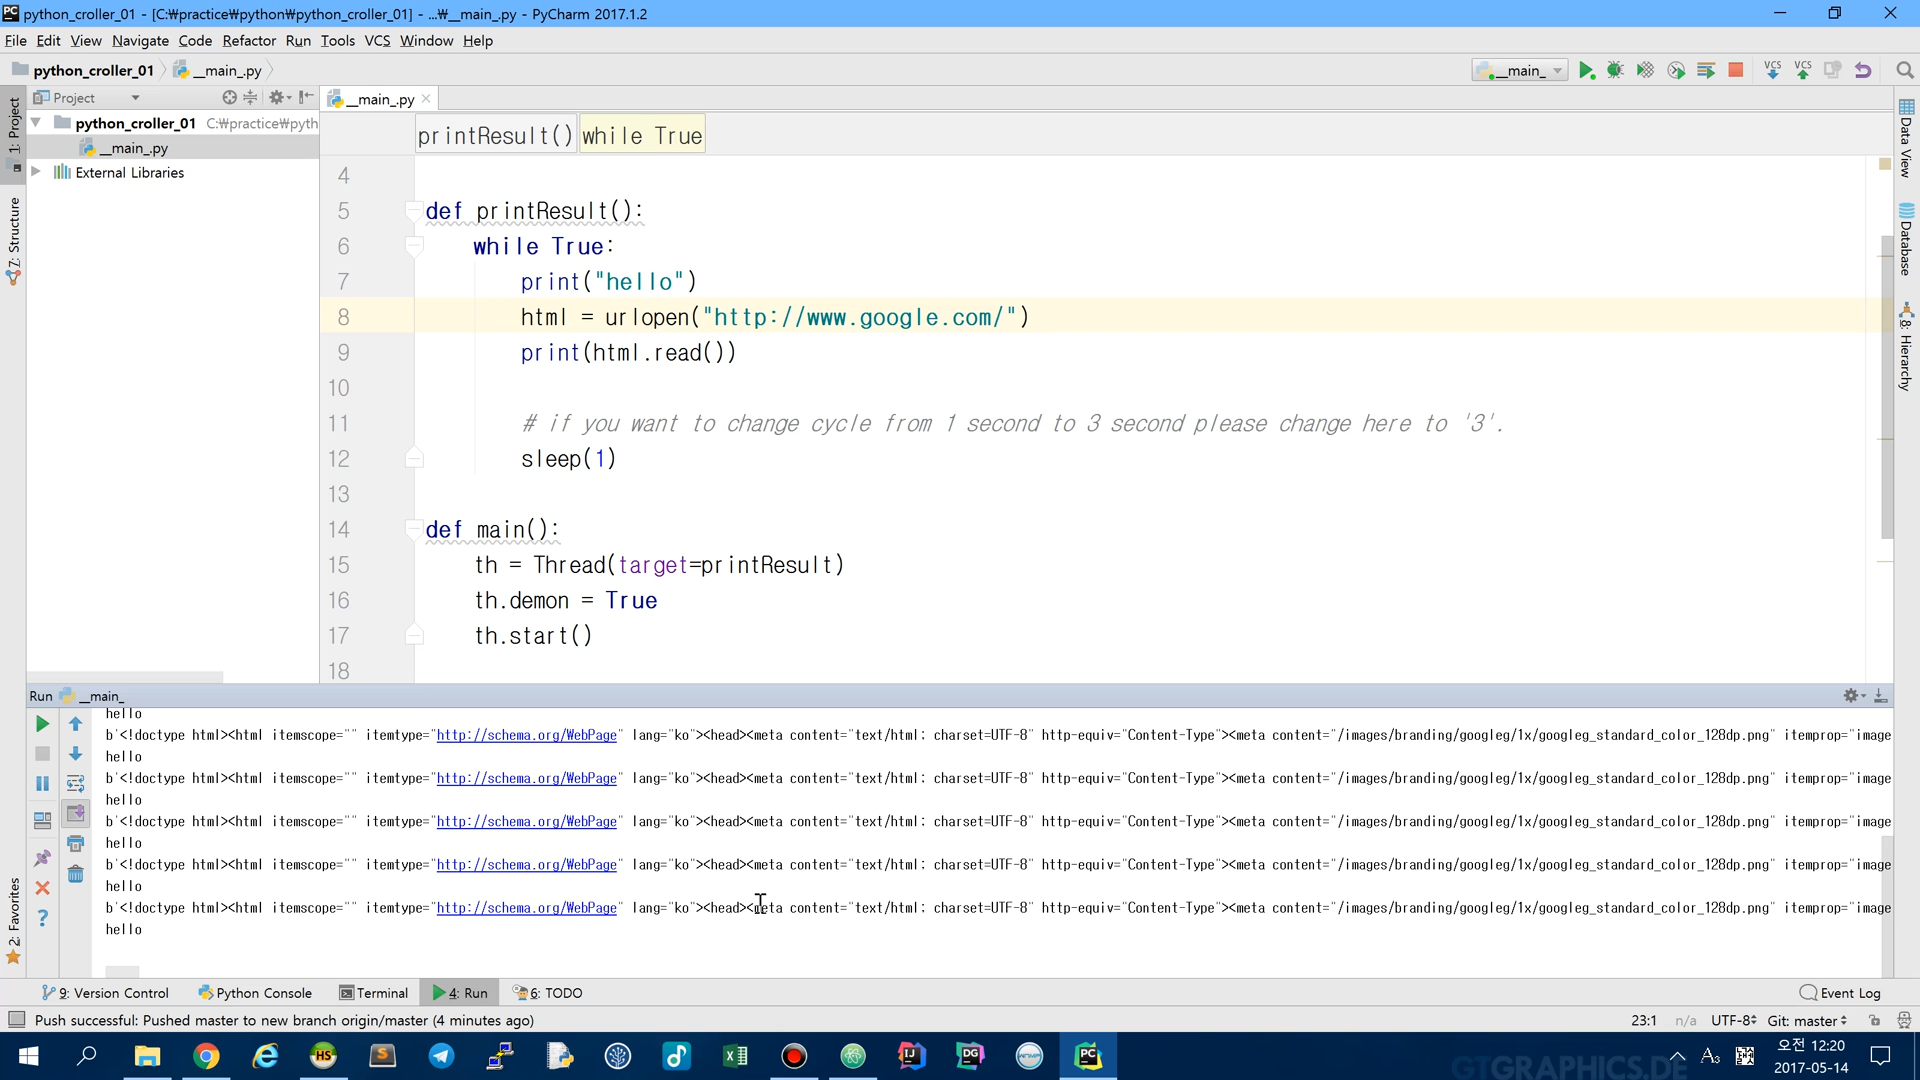 python_croller_01 - [C:₩practice₩python₩python_croller_01] - ...₩__main_.py - PyCharm 2017.1.2
File Edit View Navigate Code Refactor Run Tools VCS Window Help
python_croller_01 __main_.py
__main_
VCS VCS
Project
__main_.py
1: Project
7: Structure
2: Favorites
python_croller_01 C:₩practice₩pyth
__main_.py
External Libraries
printResult() while True
4
5 def printResult():
6 while True:
7 print("hello")
8 html = urlopen("http://www.google.com/")
9 print(html.read())
10
11 # if you want to change cycle from 1 second to 3 second please change here to '3'.
12 sleep(1)
13
14 def main():
15 th = Thread(target=printResult)
16 th.demon = True
17 th.start()
18
Data View
Database
8: Hierarchy
Run __main_
hello
b'<!doctype html><html itemscope="" itemtype="http://schema.org/WebPage" lang="ko"><head><meta content="text/html; charset=UTF-8" http-equiv="Content-Type"><meta content="/images/branding/googleg/1x/googleg_standard_color_128dp.png" itemprop="image
hello
b'<!doctype html><html itemscope="" itemtype="http://schema.org/WebPage" lang="ko"><head><meta content="text/html; charset=UTF-8" http-equiv="Content-Type"><meta content="/images/branding/googleg/1x/googleg_standard_color_128dp.png" itemprop="image
hello
b'<!doctype html><html itemscope="" itemtype="http://schema.org/WebPage" lang="ko"><head><meta content="text/html; charset=UTF-8" http-equiv="Content-Type"><meta content="/images/branding/googleg/1x/googleg_standard_color_128dp.png" itemprop="image
hello
b'<!doctype html><html itemscope="" itemtype="http://schema.org/WebPage" lang="ko"><head><meta content="text/html; charset=UTF-8" http-equiv="Content-Type"><meta content="/images/branding/googleg/1x/googleg_standard_color_128dp.png" itemprop="image
hello
b'<!doctype html><html itemscope="" itemtype="http://schema.org/WebPage" lang="ko"><head><meta content="text/html; charset=UTF-8" http-equiv="Content-Type"><meta content="/images/branding/googleg/1x/googleg_standard_color_128dp.png" itemprop="image
hello
9: Version Control Python Console Terminal 4: Run 6: TODO Event Log
Push successful: Pushed master to new branch origin/master (4 minutes ago)
23:1 n/a UTF-8 Git: master
오전 12:20
2017-05-14
GTGRAPHICS.DE